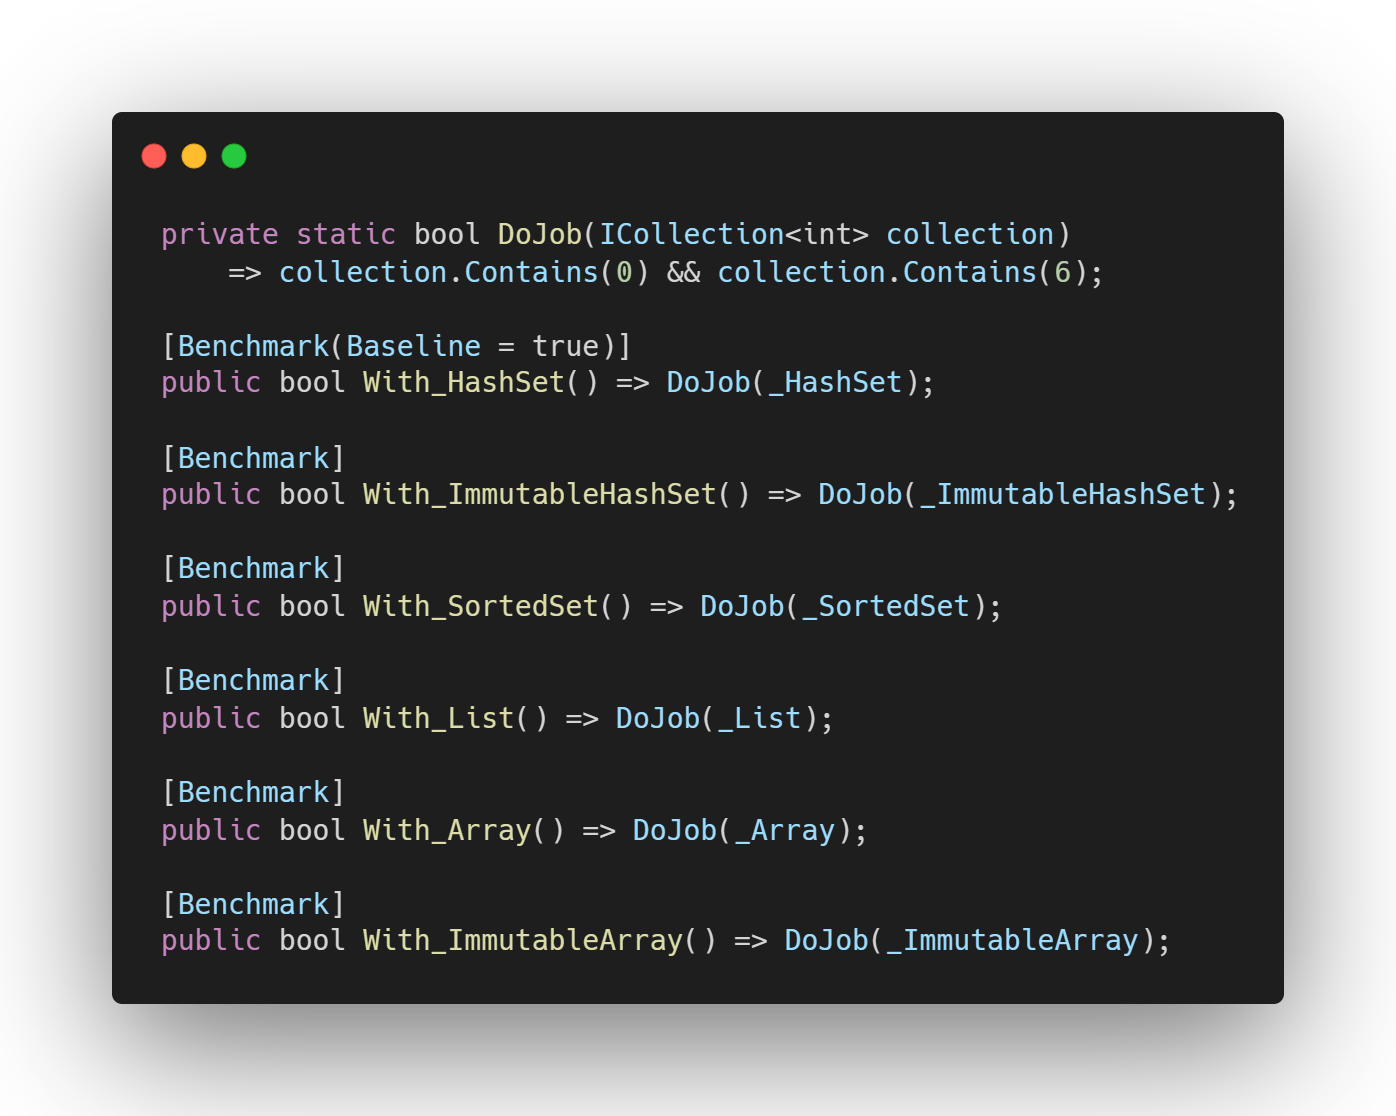 private static bool DoJob(ICollection<int> collection)
    => collection.Contains(0) && collection.Contains(6);

[Benchmark(Baseline = true)]
public bool With_HashSet() => DoJob(_HashSet);

[Benchmark]
public bool With_ImmutableHashSet() => DoJob(_ImmutableHashSet);

[Benchmark]
public bool With_SortedSet() => DoJob(_SortedSet);

[Benchmark]
public bool With_List() => DoJob(_List);

[Benchmark]
public bool With_Array() => DoJob(_Array);

[Benchmark]
public bool With_ImmutableArray() => DoJob(_ImmutableArray);